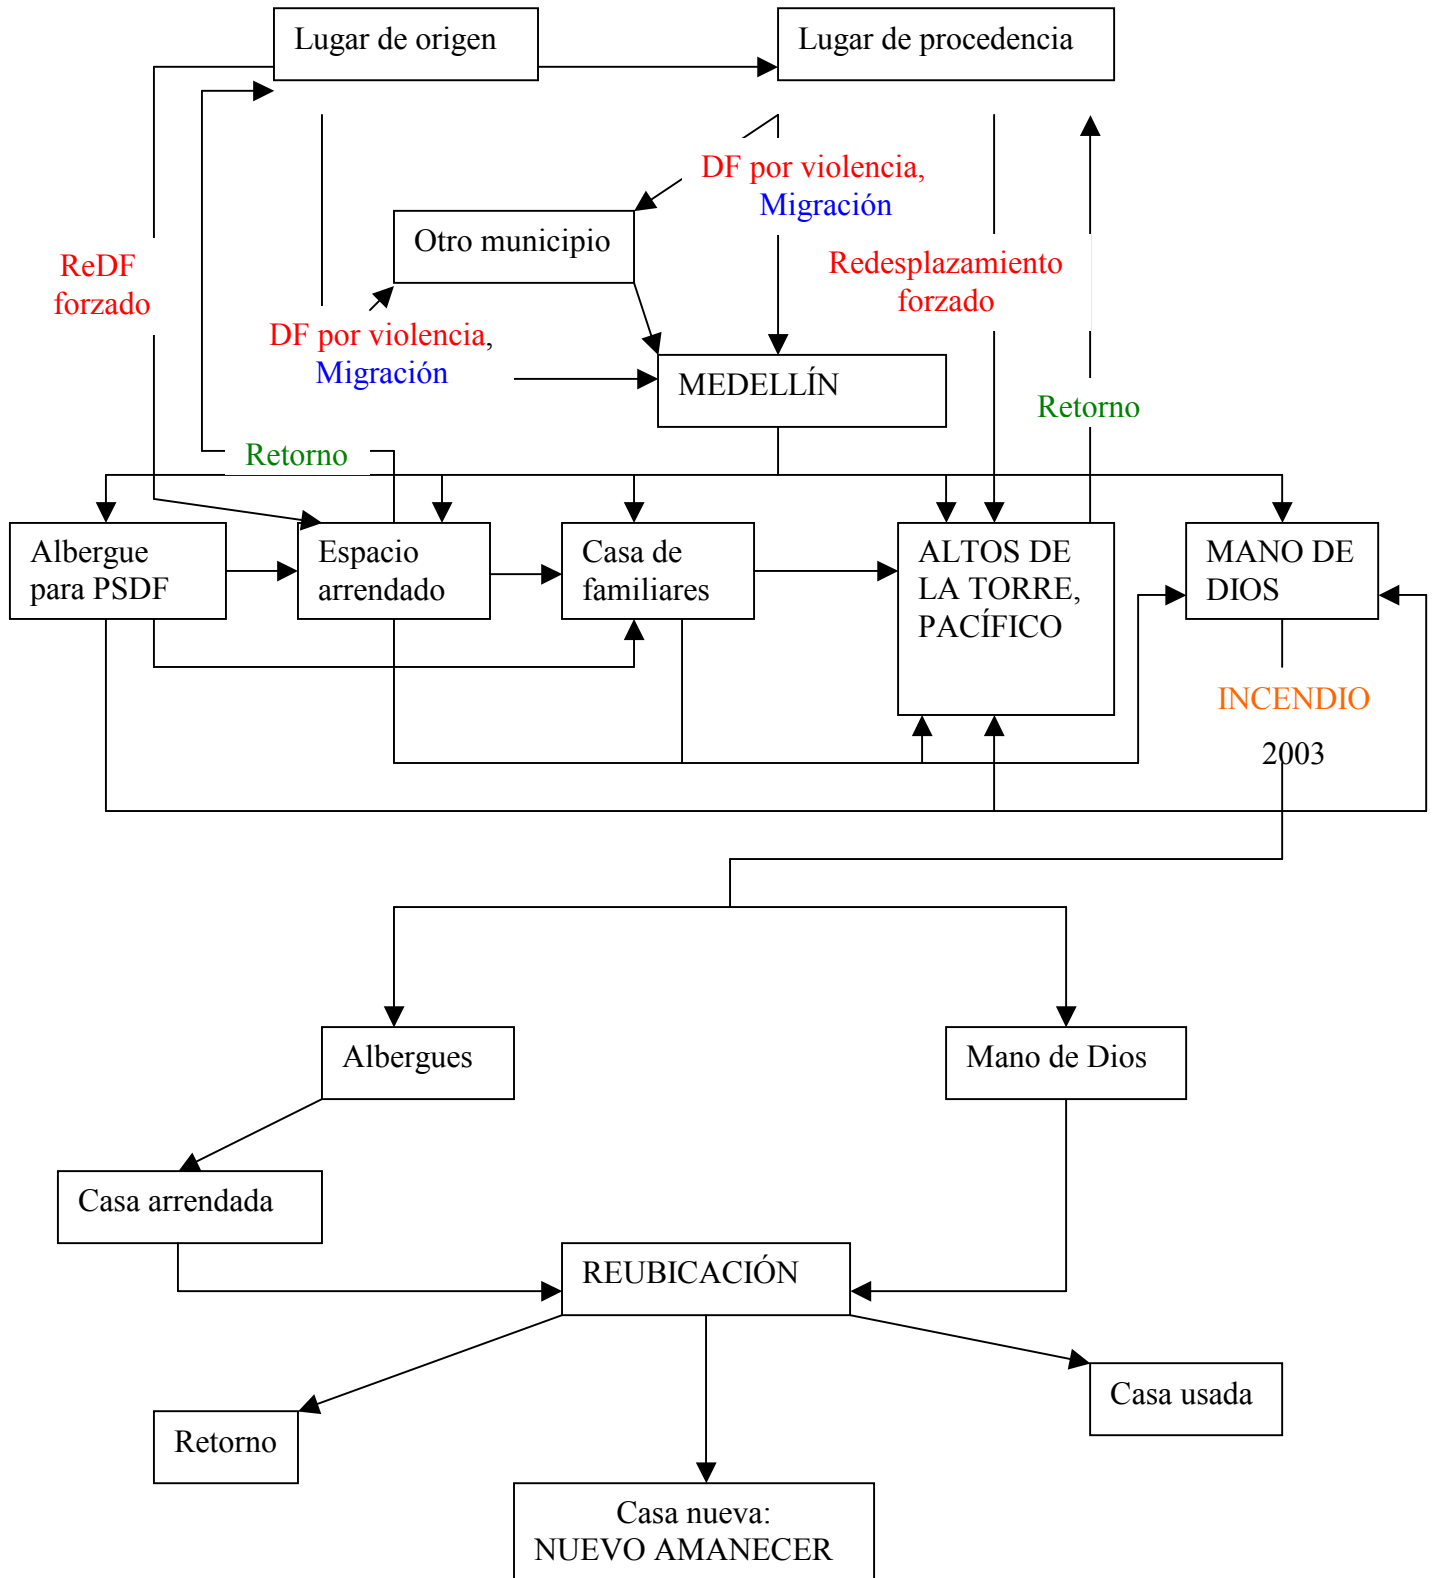 Lugar de origen
Lugar de procedencia
DF por violencia,
Migración
Otro municipio
ReDF
forzado
Redesplazamiento
forzado
DF por violencia,
Migración
MEDELLÍN
Retorno
Retorno
Albergue
para PSDF
Espacio
arrendado
Casa de
familiares
ALTOS DE
LA TORRE,
PACÍFICO
MANO DE
DIOS
INCENDIO
2003
Albergues
Mano de Dios
Casa arrendada
REUBICACIÓN
Casa usada
Retorno
Casa nueva:
NUEVO AMANECER